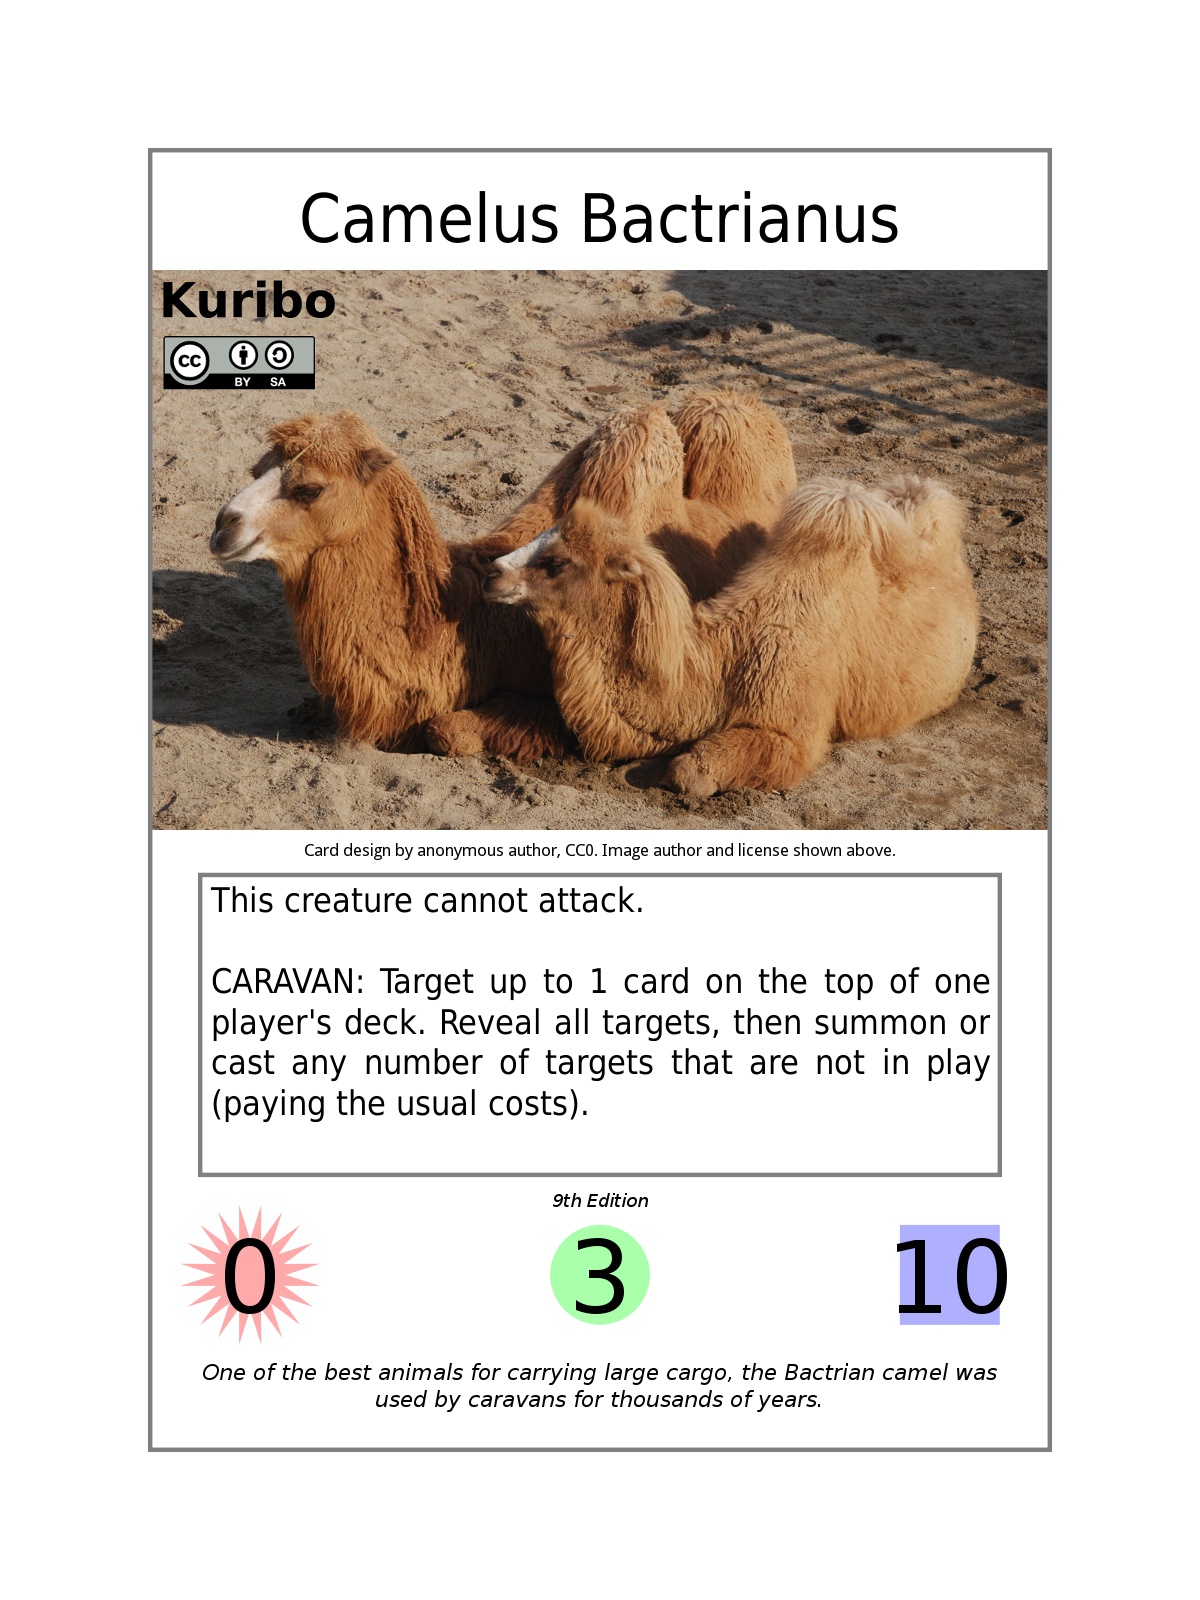 Camelus Bactrianus
Kuribo
cc
BY SA
Card design by anonymous author, CC0. Image author and license shown above.
This creature cannot attack.
CARAVAN: Target up to 1 card on the top of one
player's deck. Reveal all targets, then summon or
cast any number of targets that are not in play
(paying the usual costs).
9th Edition
0 3 10
One of the best animals for carrying large cargo, the Bactrian camel was
used by caravans for thousands of years.